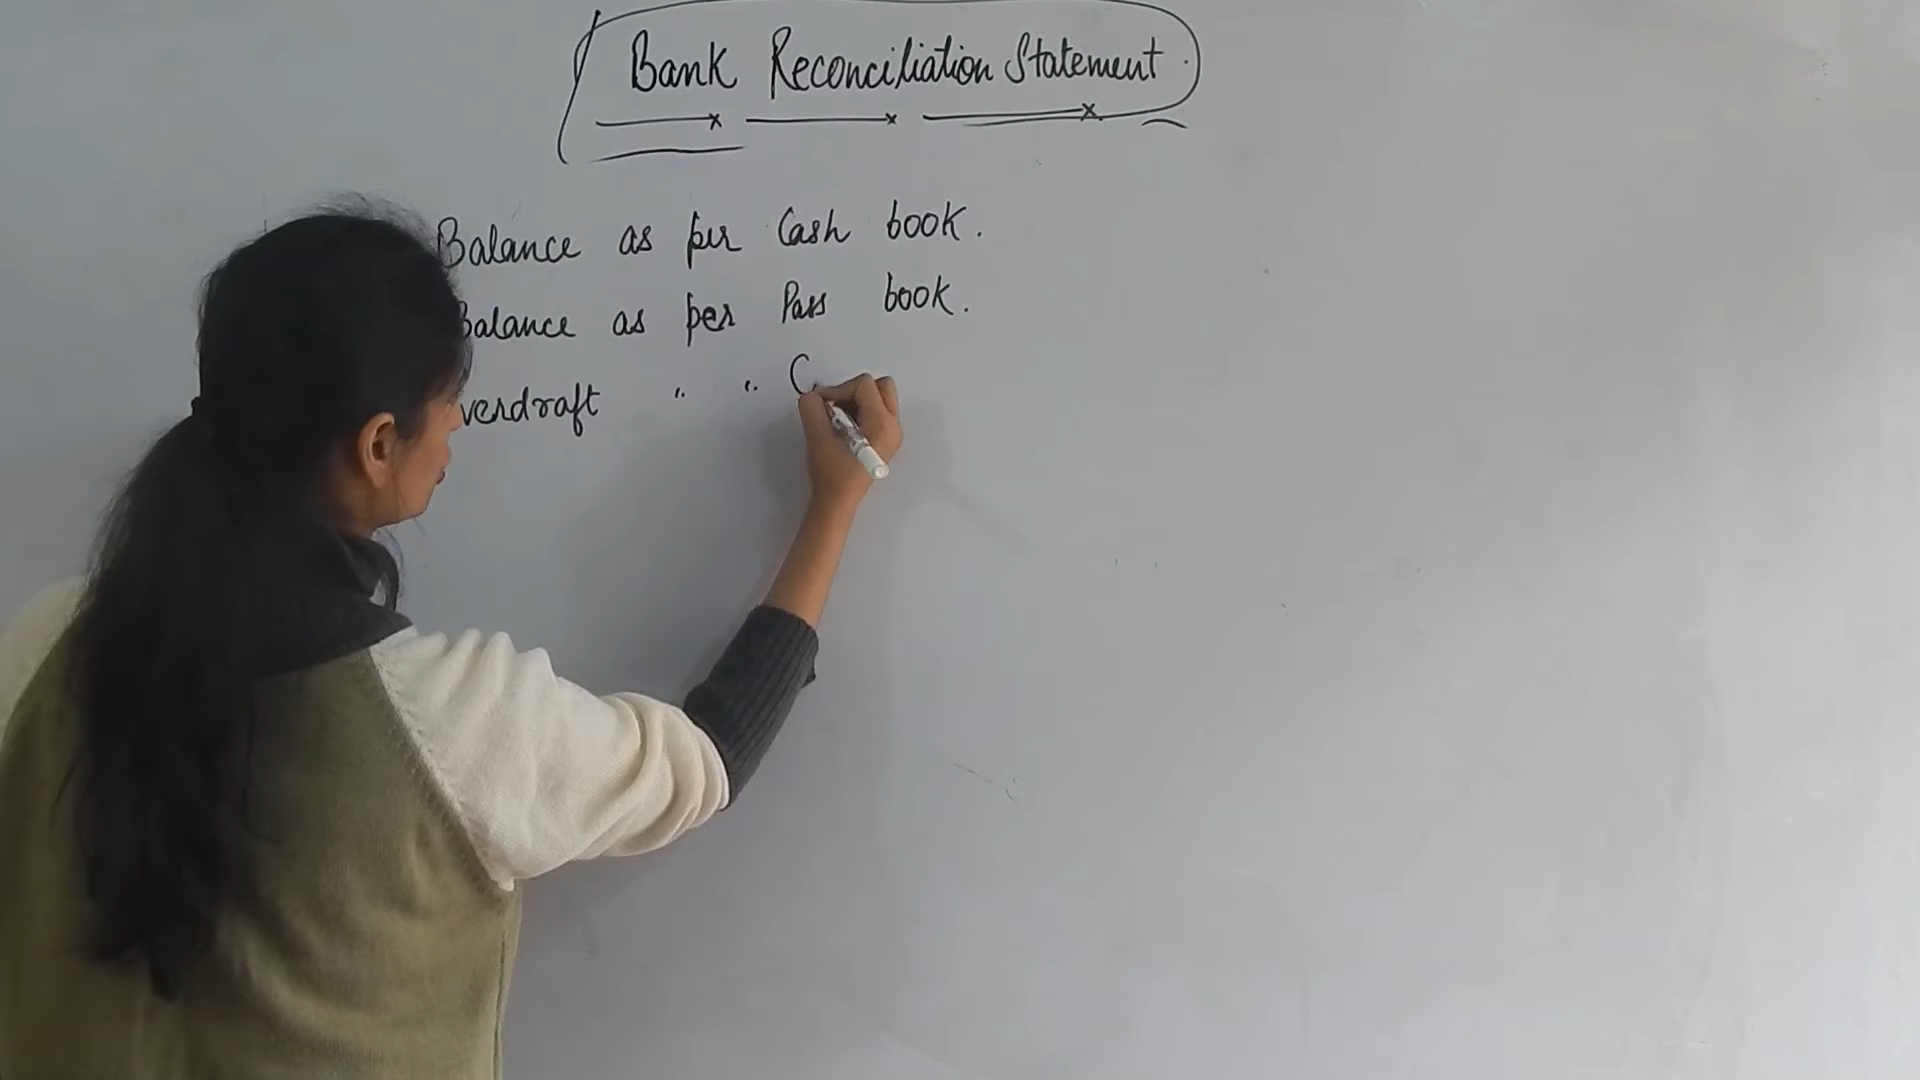 Bank Reconciliation Statement.
Balance as per Cash book.
Balance as per Pass book.
verdraft " " C